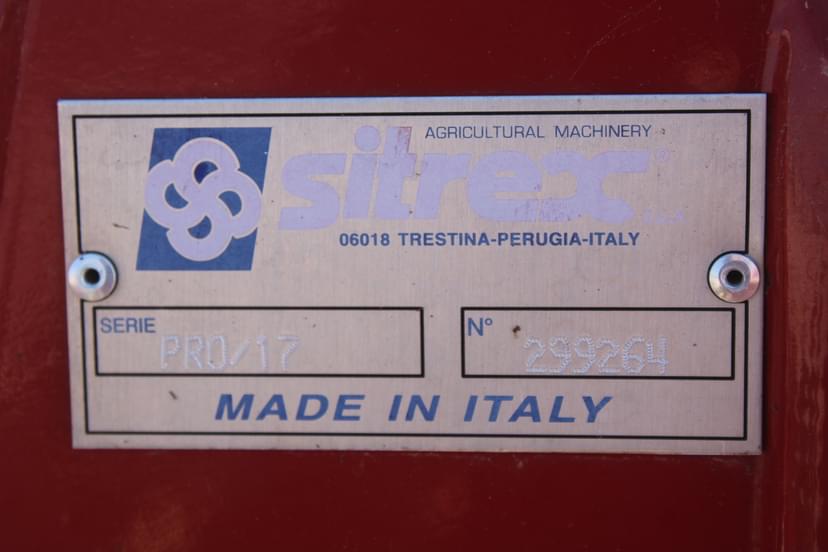 AGRICULTURAL MACHINERY
sitrex®
06018 TRESTINA-PERUGIA-ITALY
SERIE PRO/17
N° 299264
MADE IN ITALY